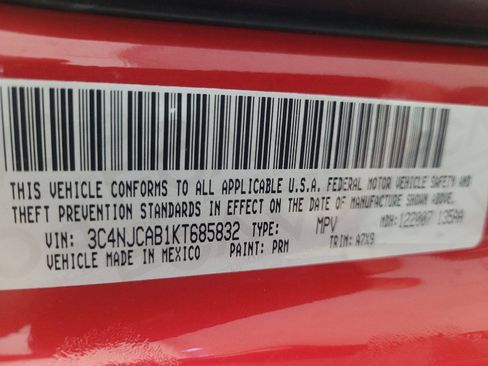 THIS VEHICLE CONFORMS TO ALL APPLICABLE U.S.A. FEDERAL MOTOR VEHICLE SAFETY AND
THEFT PREVENTION STANDARDS IN EFFECT ON THE DATE OF MANUFACTURE SHOWN ABOVE.
VIN: 3C4NJCAB1KT685832 TYPE: MPV MDH:122007 135AA
VEHICLE MADE IN MEXICO PAINT: PRM TRIM: A7X9